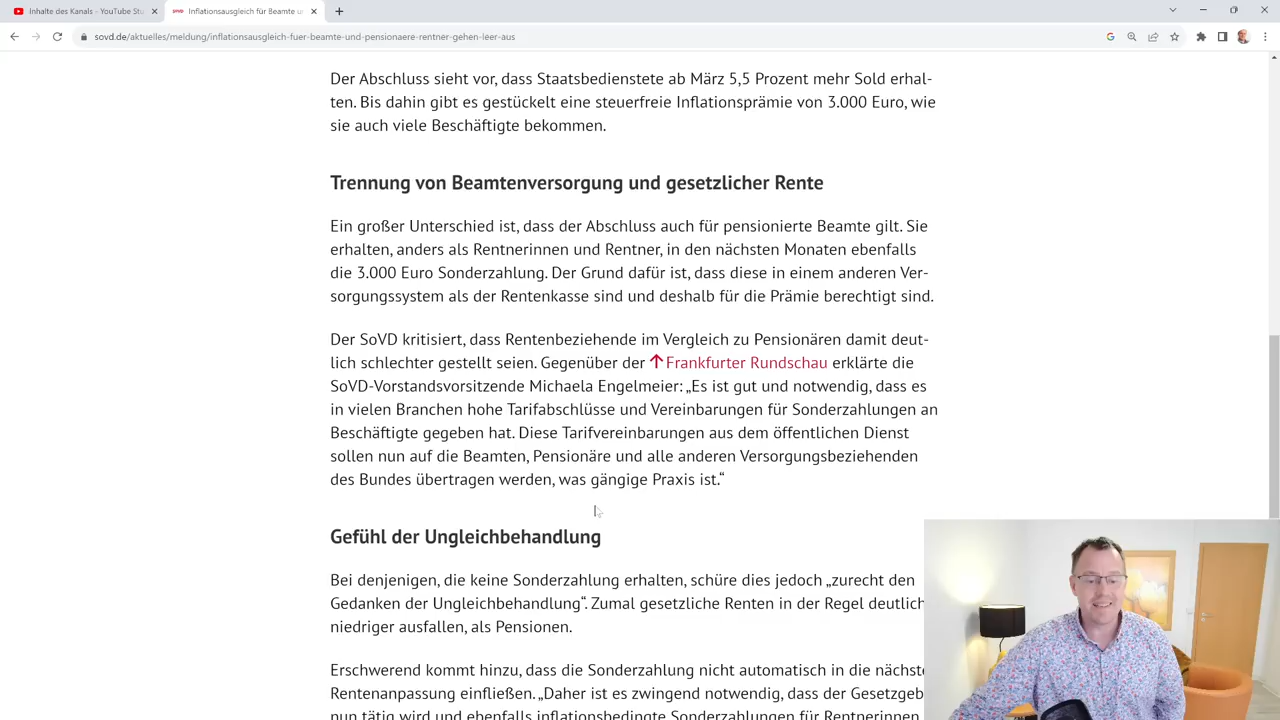 Inhalte des Kanals – YouTube Stu
sovd Inflationsausgleich für Beamte u
sovd.de/aktuelles/meldung/inflationsausgleich-fuer-beamte-und-pensionaere-rentner-gehen-leer-aus
Der Abschluss sieht vor, dass Staatsbedienstete ab März 5,5 Prozent mehr Sold erhal-
ten. Bis dahin gibt es gestückelt eine steuerfreie Inflationsprämie von 3.000 Euro, wie
sie auch viele Beschäftigte bekommen.
Trennung von Beamtenversorgung und gesetzlicher Rente
Ein großer Unterschied ist, dass der Abschluss auch für pensionierte Beamte gilt. Sie
erhalten, anders als Rentnerinnen und Rentner, in den nächsten Monaten ebenfalls
die 3.000 Euro Sonderzahlung. Der Grund dafür ist, dass diese in einem anderen Ver-
sorgungssystem als der Rentenkasse sind und deshalb für die Prämie berechtigt sind.
Der SoVD kritisiert, dass Rentenbeziehende im Vergleich zu Pensionären damit deut-
lich schlechter gestellt seien. Gegenüber der Frankfurter Rundschau erklärte die
SoVD-Vorstandsvorsitzende Michaela Engelmeier: „Es ist gut und notwendig, dass es
in vielen Branchen hohe Tarifabschlüsse und Vereinbarungen für Sonderzahlungen an
Beschäftigte gegeben hat. Diese Tarifvereinbarungen aus dem öffentlichen Dienst
sollen nun auf die Beamten, Pensionäre und alle anderen Versorgungsbeziehenden
des Bundes übertragen werden, was gängige Praxis ist.“
Gefühl der Ungleichbehandlung
Bei denjenigen, die keine Sonderzahlung erhalten, schüre dies jedoch „zurecht den
Gedanken der Ungleichbehandlung“. Zumal gesetzliche Renten in der Regel deutlich
niedriger ausfallen, als Pensionen.
Erschwerend kommt hinzu, dass die Sonderzahlung nicht automatisch in die nächste
Rentenanpassung einfließen. „Daher ist es zwingend notwendig, dass der Gesetzgeb
nun tätig wird und ebenfalls inflationsbedingte Sonderzahlungen für Rentnerinnen